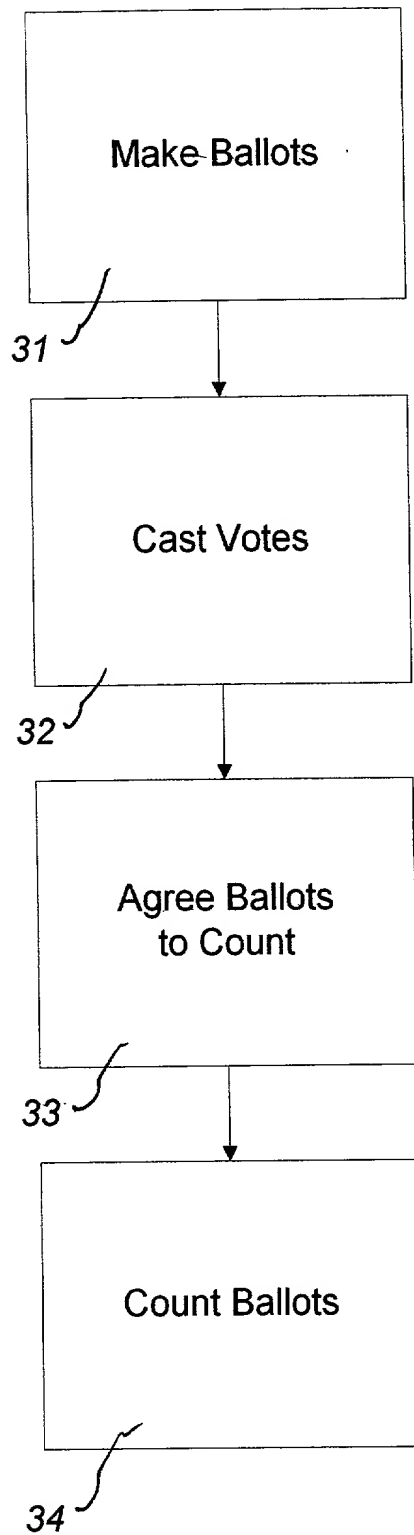 Make Ballots
31
Cast Votes
32
Agree Ballots
to Count
33
Count Ballots
34